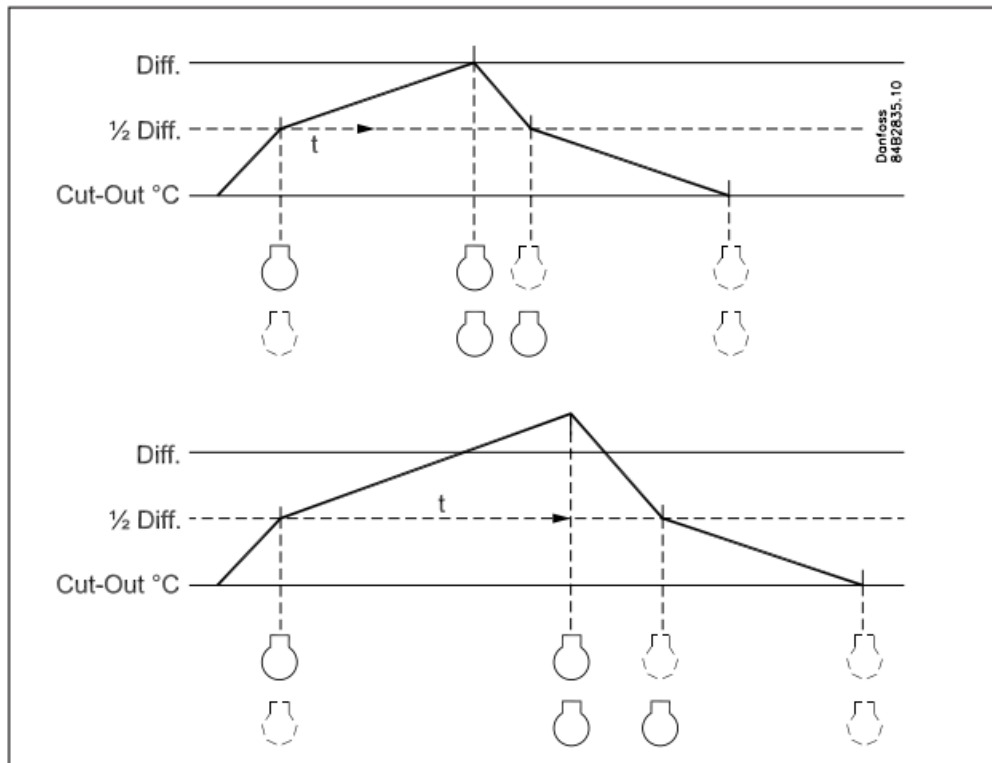 Diff.
½ Diff.
t
Cut-Out °C
Danfoss
84B2835.10
Diff.
t
½ Diff.
Cut-Out °C